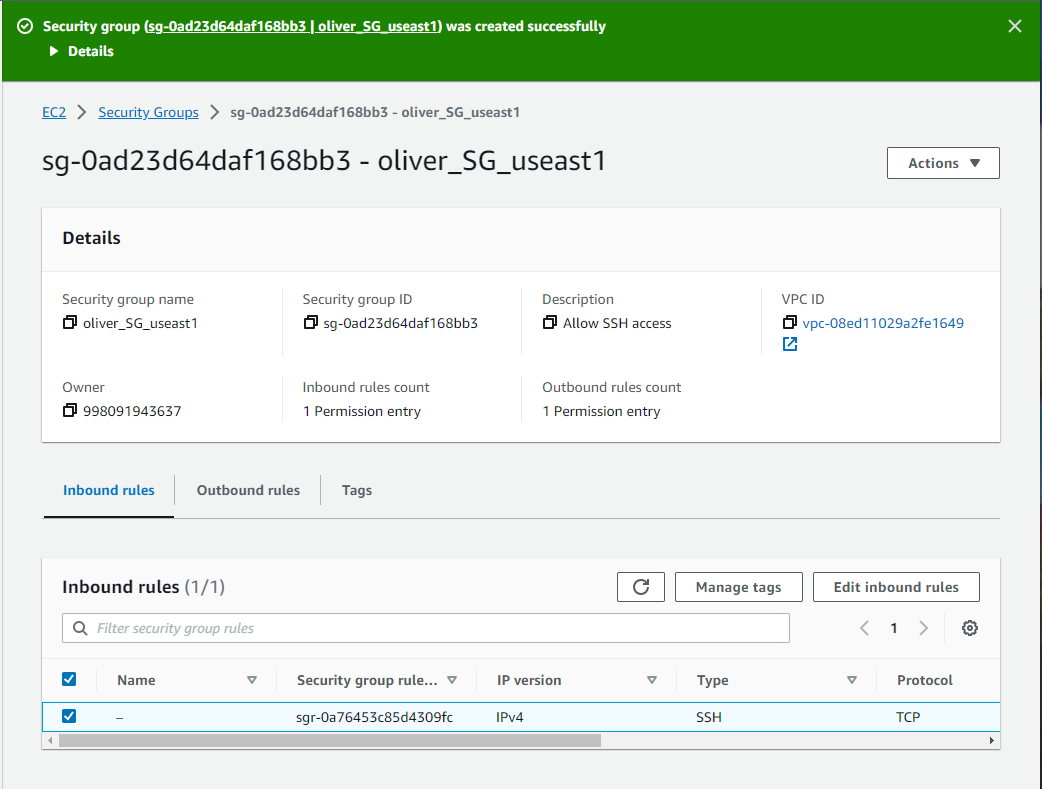 Security group (sg-0ad23d64daf168bb3 | oliver_SG_useast1) was created successfully
Details
EC2 > Security Groups > sg-0ad23d64daf168bb3 - oliver_SG_useast1
sg-0ad23d64daf168bb3 - oliver_SG_useast1
Actions
Details
Security group name
oliver_SG_useast1
Security group ID
sg-0ad23d64daf168bb3
Description
Allow SSH access
VPC ID
vpc-08ed11029a2fe1649
Owner
998091943637
Inbound rules count
1 Permission entry
Outbound rules count
1 Permission entry
Inbound rules Outbound rules Tags
Inbound rules (1/1)
Manage tags
Edit inbound rules
Filter security group rules
1
Name Security group rule... IP version Type Protocol
– sgr-0a76453c85d4309fc IPv4 SSH TCP